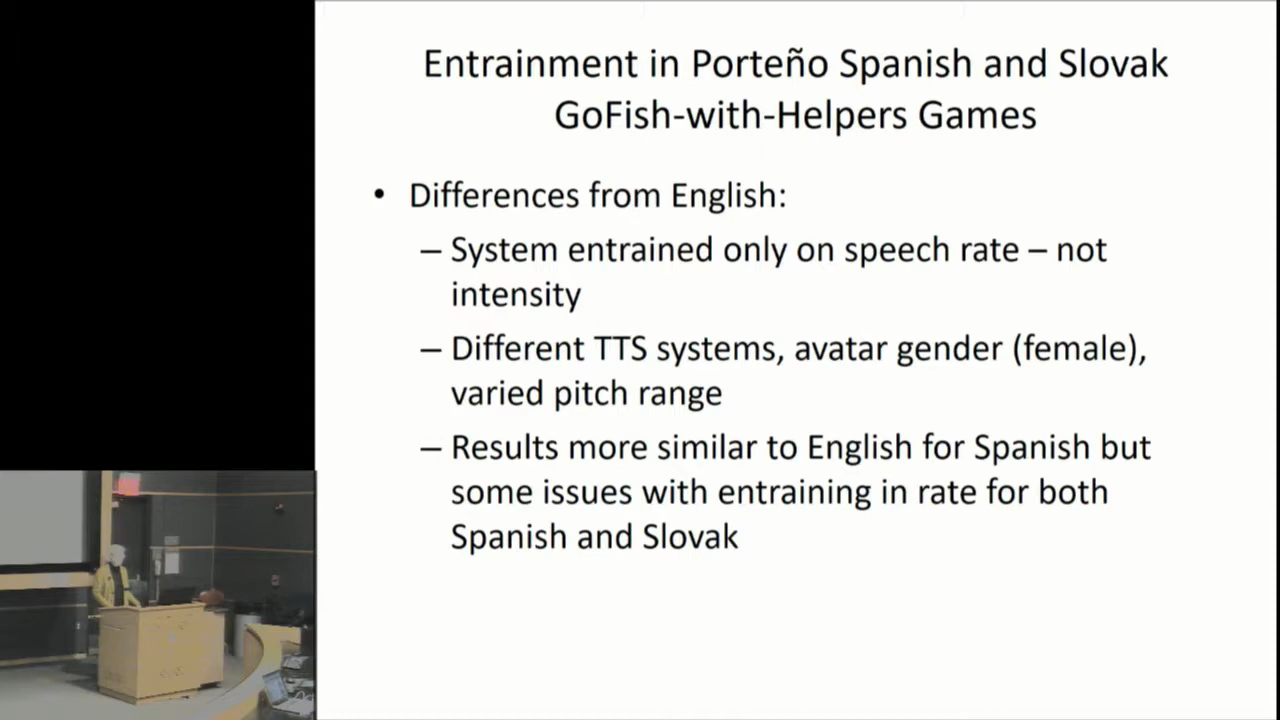 Entrainment in Porteño Spanish and Slovak
GoFish-with-Helpers Games
• Differences from English:
– System entrained only on speech rate – not
intensity
– Different TTS systems, avatar gender (female),
varied pitch range
– Results more similar to English for Spanish but
some issues with entraining in rate for both
Spanish and Slovak